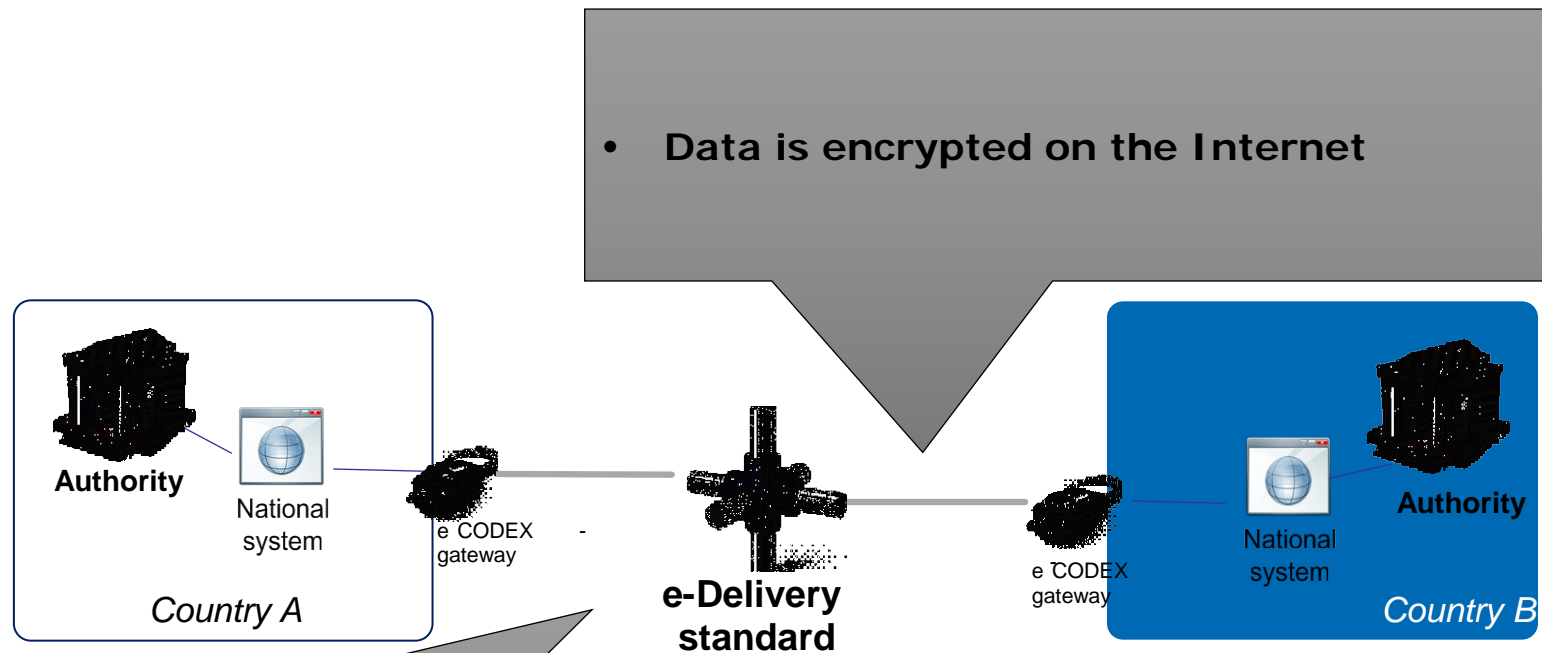 • Data is encrypted on the Internet
Authority
National
system
e CODEX -
gateway
Country A
e-Delivery
standard
e-CODEX
gateway
National
system
Authority
Country B